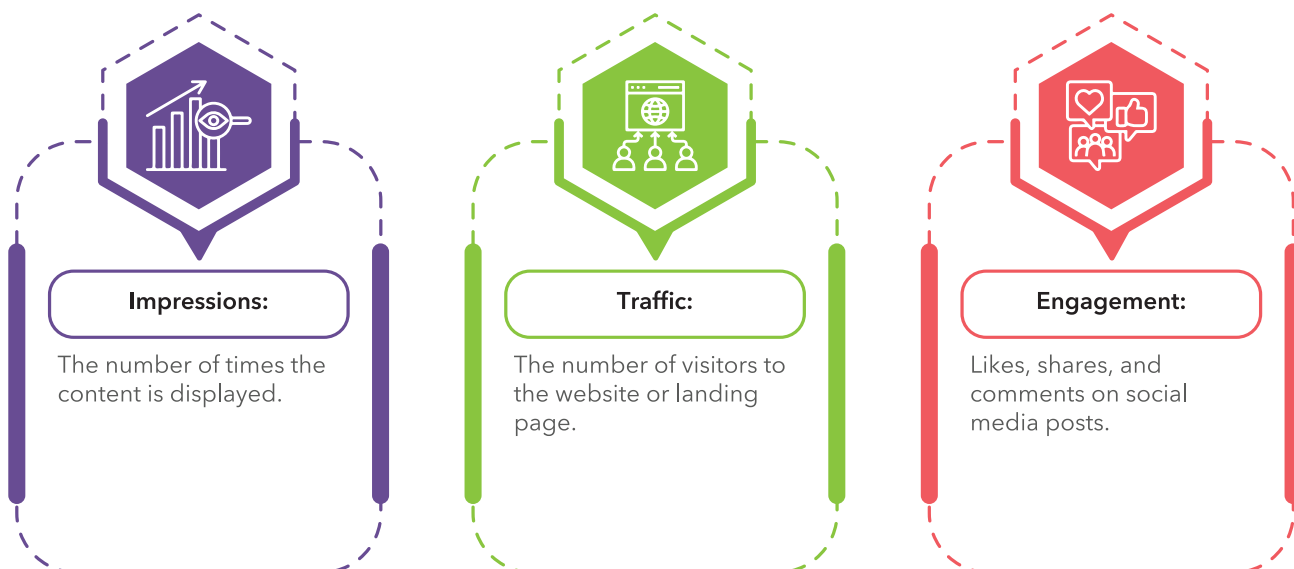 Impressions:
The number of times the
content is displayed.
Traffic:
The number of visitors to
the website or landing
page.
Engagement:
Likes, shares, and
comments on social
media posts.